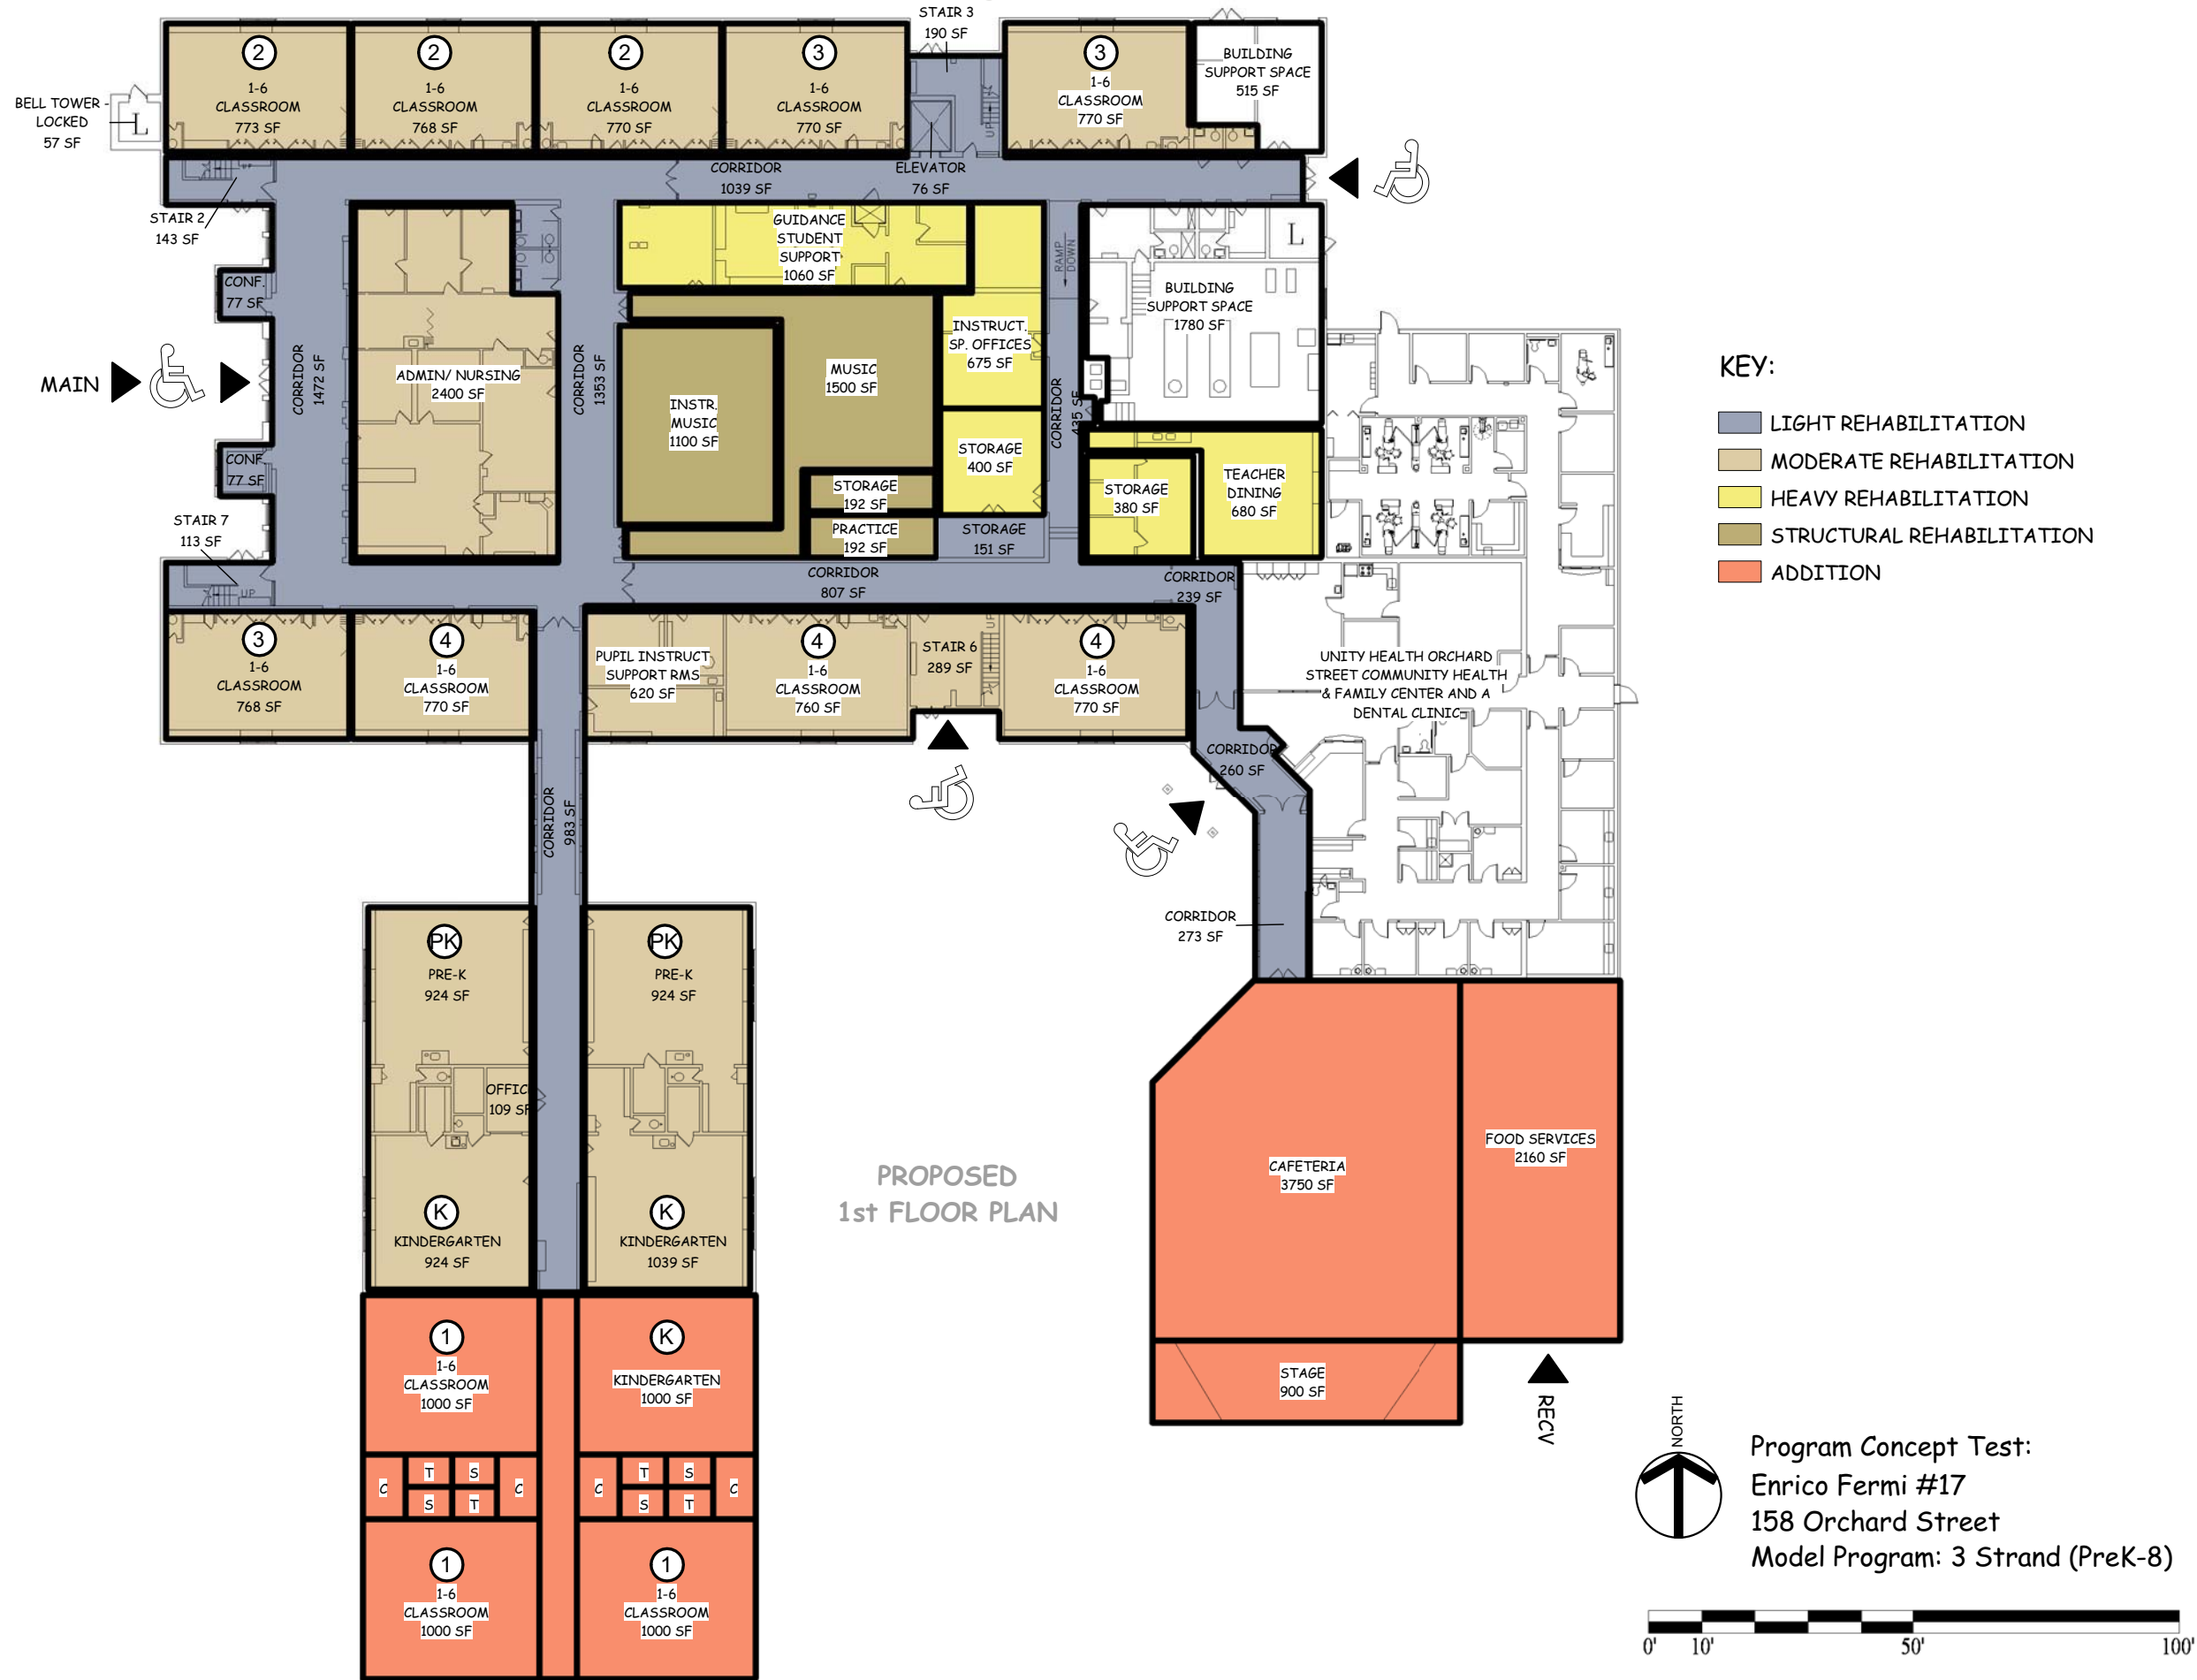 STAIR 3
190 SF
2
1-6
CLASSROOM
773 SF
2
1-6
CLASSROOM
768 SF
2
1-6
CLASSROOM
770 SF
3
1-6
CLASSROOM
770 SF
3
1-6
CLASSROOM
770 SF
BUILDING
SUPPORT SPACE
515 SF
BELL TOWER -
LOCKED
57 SF
L
UP
CORRIDOR
1039 SF
ELEVATOR
76 SF
STAIR 2
143 SF
GUIDANCE
STUDENT
SUPPORT
1060 SF
RAMP
DOWN
L
CONF.
77 SF
BUILDING
SUPPORT SPACE
1780 SF
INSTRUCT.
SP. OFFICES
675 SF
MAIN
CORRIDOR
1472 SF
ADMIN/ NURSING
2400 SF
CORRIDOR
1353 SF
MUSIC
1500 SF
INSTR.
MUSIC
1100 SF
CORRIDOR
435 SF
KEY:
LIGHT REHABILITATION
MODERATE REHABILITATION
HEAVY REHABILITATION
STRUCTURAL REHABILITATION
ADDITION
CONF.
77 SF
STORAGE
400 SF
STORAGE
192 SF
STORAGE
380 SF
TEACHER
DINING
680 SF
STAIR 7
113 SF
PRACTICE
192 SF
STORAGE
151 SF
UP
CORRIDOR
807 SF
CORRIDOR
239 SF
3
1-6
CLASSROOM
768 SF
4
1-6
CLASSROOM
770 SF
PUPIL INSTRUCT
SUPPORT RMS
620 SF
4
1-6
CLASSROOM
760 SF
STAIR 6
289 SF
UP
4
1-6
CLASSROOM
770 SF
UNITY HEALTH ORCHARD
STREET COMMUNITY HEALTH
& FAMILY CENTER AND A
DENTAL CLINIC
CORRIDOR
260 SF
CORRIDOR
983 SF
CORRIDOR
273 SF
PK
PRE-K
924 SF
PK
PRE-K
924 SF
OFFIC
109 SF
K
KINDERGARTEN
924 SF
K
KINDERGARTEN
1039 SF
PROPOSED
1st FLOOR PLAN
CAFETERIA
3750 SF
FOOD SERVICES
2160 SF
STAGE
900 SF
RECV
1
1-6
CLASSROOM
1000 SF
K
KINDERGARTEN
1000 SF
C
T
S
C
S
T
C
T
S
C
S
T
1
1-6
CLASSROOM
1000 SF
1
1-6
CLASSROOM
1000 SF
NORTH
Program Concept Test:
Enrico Fermi #17
158 Orchard Street
Model Program: 3 Strand (PreK-8)
0' 10' 50' 100'